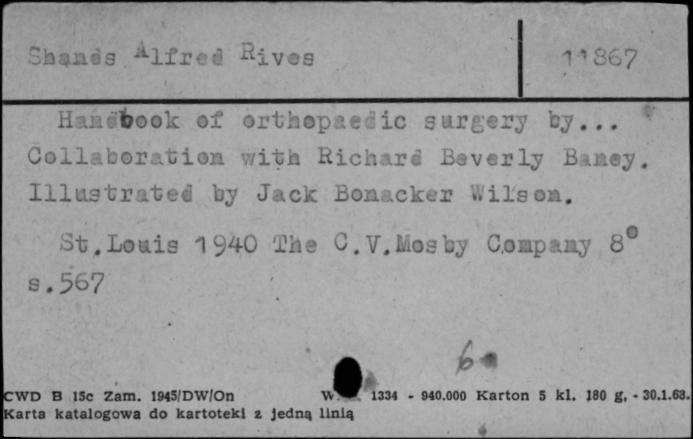 Shands Alfred Rives 11867
Handbook of orthopaedic surgery by...
Collaboration with Richard Beverly Baney.
Illustrated by Jack Bonacker Wilson.
St.Louis 1940 The C.V.Mosby Company 8°
s.567
6
CWD B 15c Zam. 1945/DW/On W 1334 - 940.000 Karton 5 kl. 180 g, - 30.1.63.
Karta katalogowa do kartoteki z jedną linią